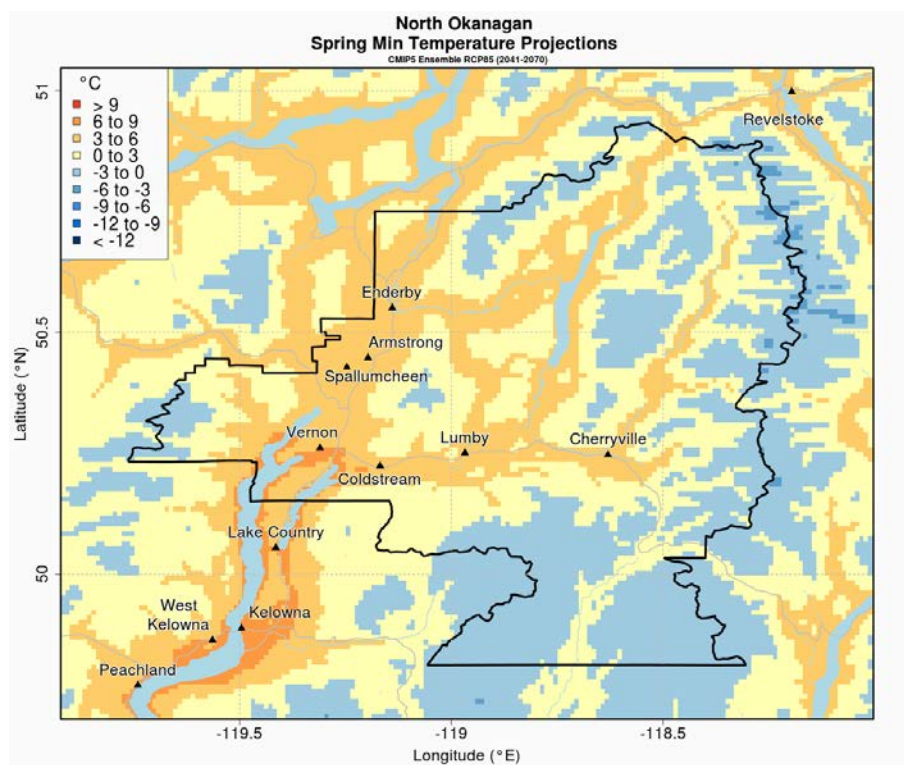 North Okanagan
Spring Min Temperature Projections
CMIP5 Ensemble RCP85 (2041-2070)
°C
> 9
6 to 9
3 to 6
0 to 3
-3 to 0
-6 to -3
-9 to -6
-12 to -9
< -12
51
50.5
50
Latitude (°N)
Revelstoke
Enderby
Armstrong
Spallumcheen
Vernon
Lumby
Cherryville
Coldstream
Lake Country
West
Kelowna
Kelowna
Peachland
-119.5
-119
-118.5
Longitude (°E)